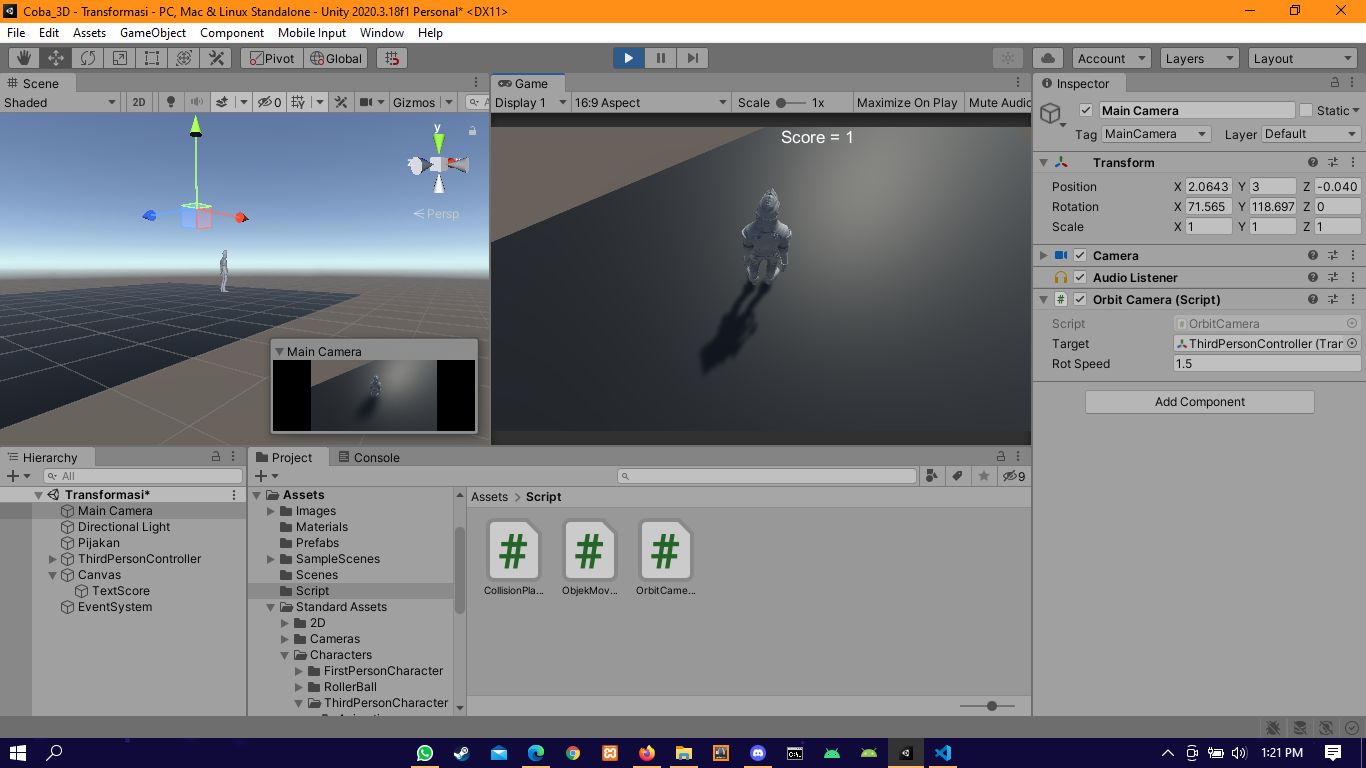 Coba_3D - Transformasi - PC, Mac & Linux Standalone - Unity 2020.3.18f1 Personal* <DX11>
File Edit Assets GameObject Component Mobile Input Window Help
Pivot Global Account Layers Layout
Scene
Shaded 2D 0 Gizmos A
y
Persp
Main Camera
Game
Display 1 16:9 Aspect Scale 1x Maximize On Play Mute Audio
Score = 1
Inspector
Main Camera Static
Tag MainCamera Layer Default
Transform
Position X 2.0643 Y 3 Z -0.040
Rotation X 71.565 Y 118.697 Z 0
Scale X 1 Y 1 Z 1
Camera
Audio Listener
Orbit Camera (Script)
Script OrbitCamera
Target ThirdPersonController (Tran
Rot Speed 1.5
Add Component
Hierarchy
All
Transformasi*
Main Camera
Directional Light
Pijakan
ThirdPersonController
Canvas
TextScore
EventSystem
Project Console
9
Assets
Images
Materials
Prefabs
SampleScenes
Scenes
Script
Standard Assets
2D
Cameras
Characters
FirstPersonCharacter
RollerBall
ThirdPersonCharacter
Assets > Script
# # #
CollisionPla... ObjekMov... OrbitCame...
1:21 PM